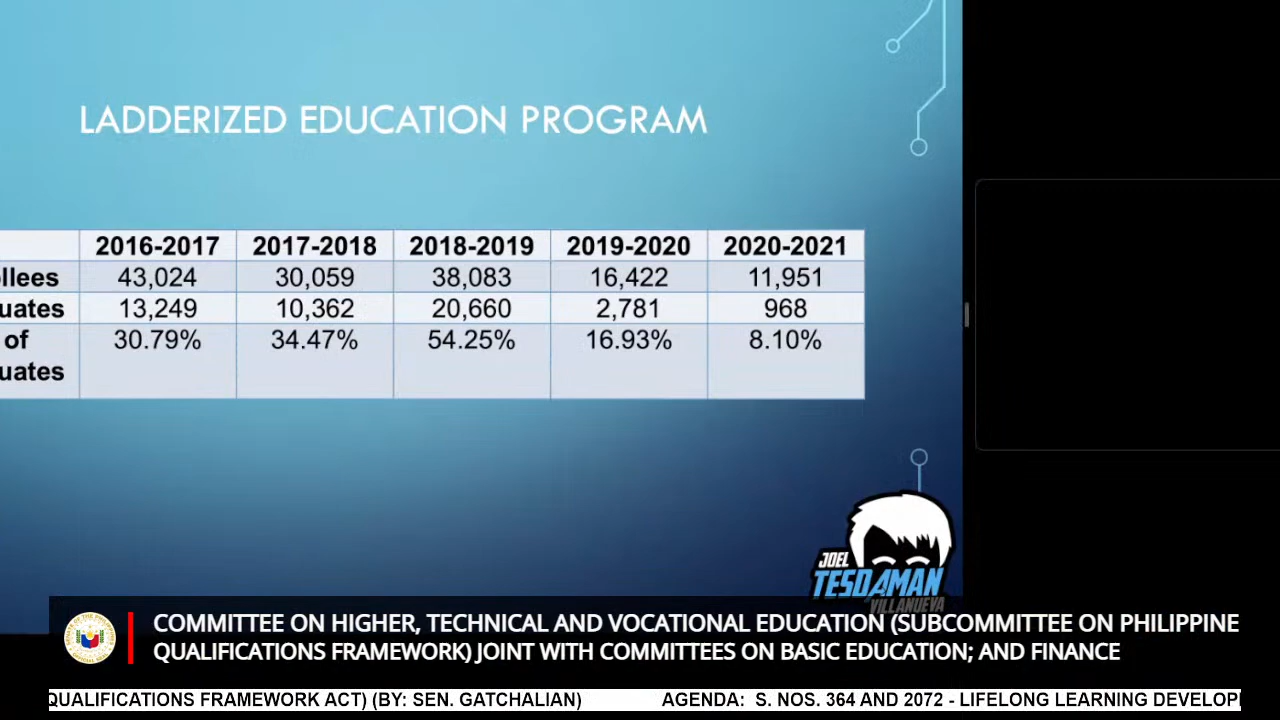 LADDERIZED EDUCATION PROGRAM
2016-2017 2017-2018 2018-2019 2019-2020 2020-2021
llees 43,024 30,059 38,083 16,422 11,951
uates 13,249 10,362 20,660 2,781 968
of 30.79% 34.47% 54.25% 16.93% 8.10%
uates
JOEL
TESDAMAN
VILLANUEVA
COMMITTEE ON HIGHER, TECHNICAL AND VOCATIONAL EDUCATION (SUBCOMMITTEE ON PHILIPPINE
QUALIFICATIONS FRAMEWORK) JOINT WITH COMMITTEES ON BASIC EDUCATION; AND FINANCE
QUALIFICATIONS FRAMEWORK ACT) (BY: SEN. GATCHALIAN) AGENDA: S. NOS. 364 AND 2072 - LIFELONG LEARNING DEVELOP